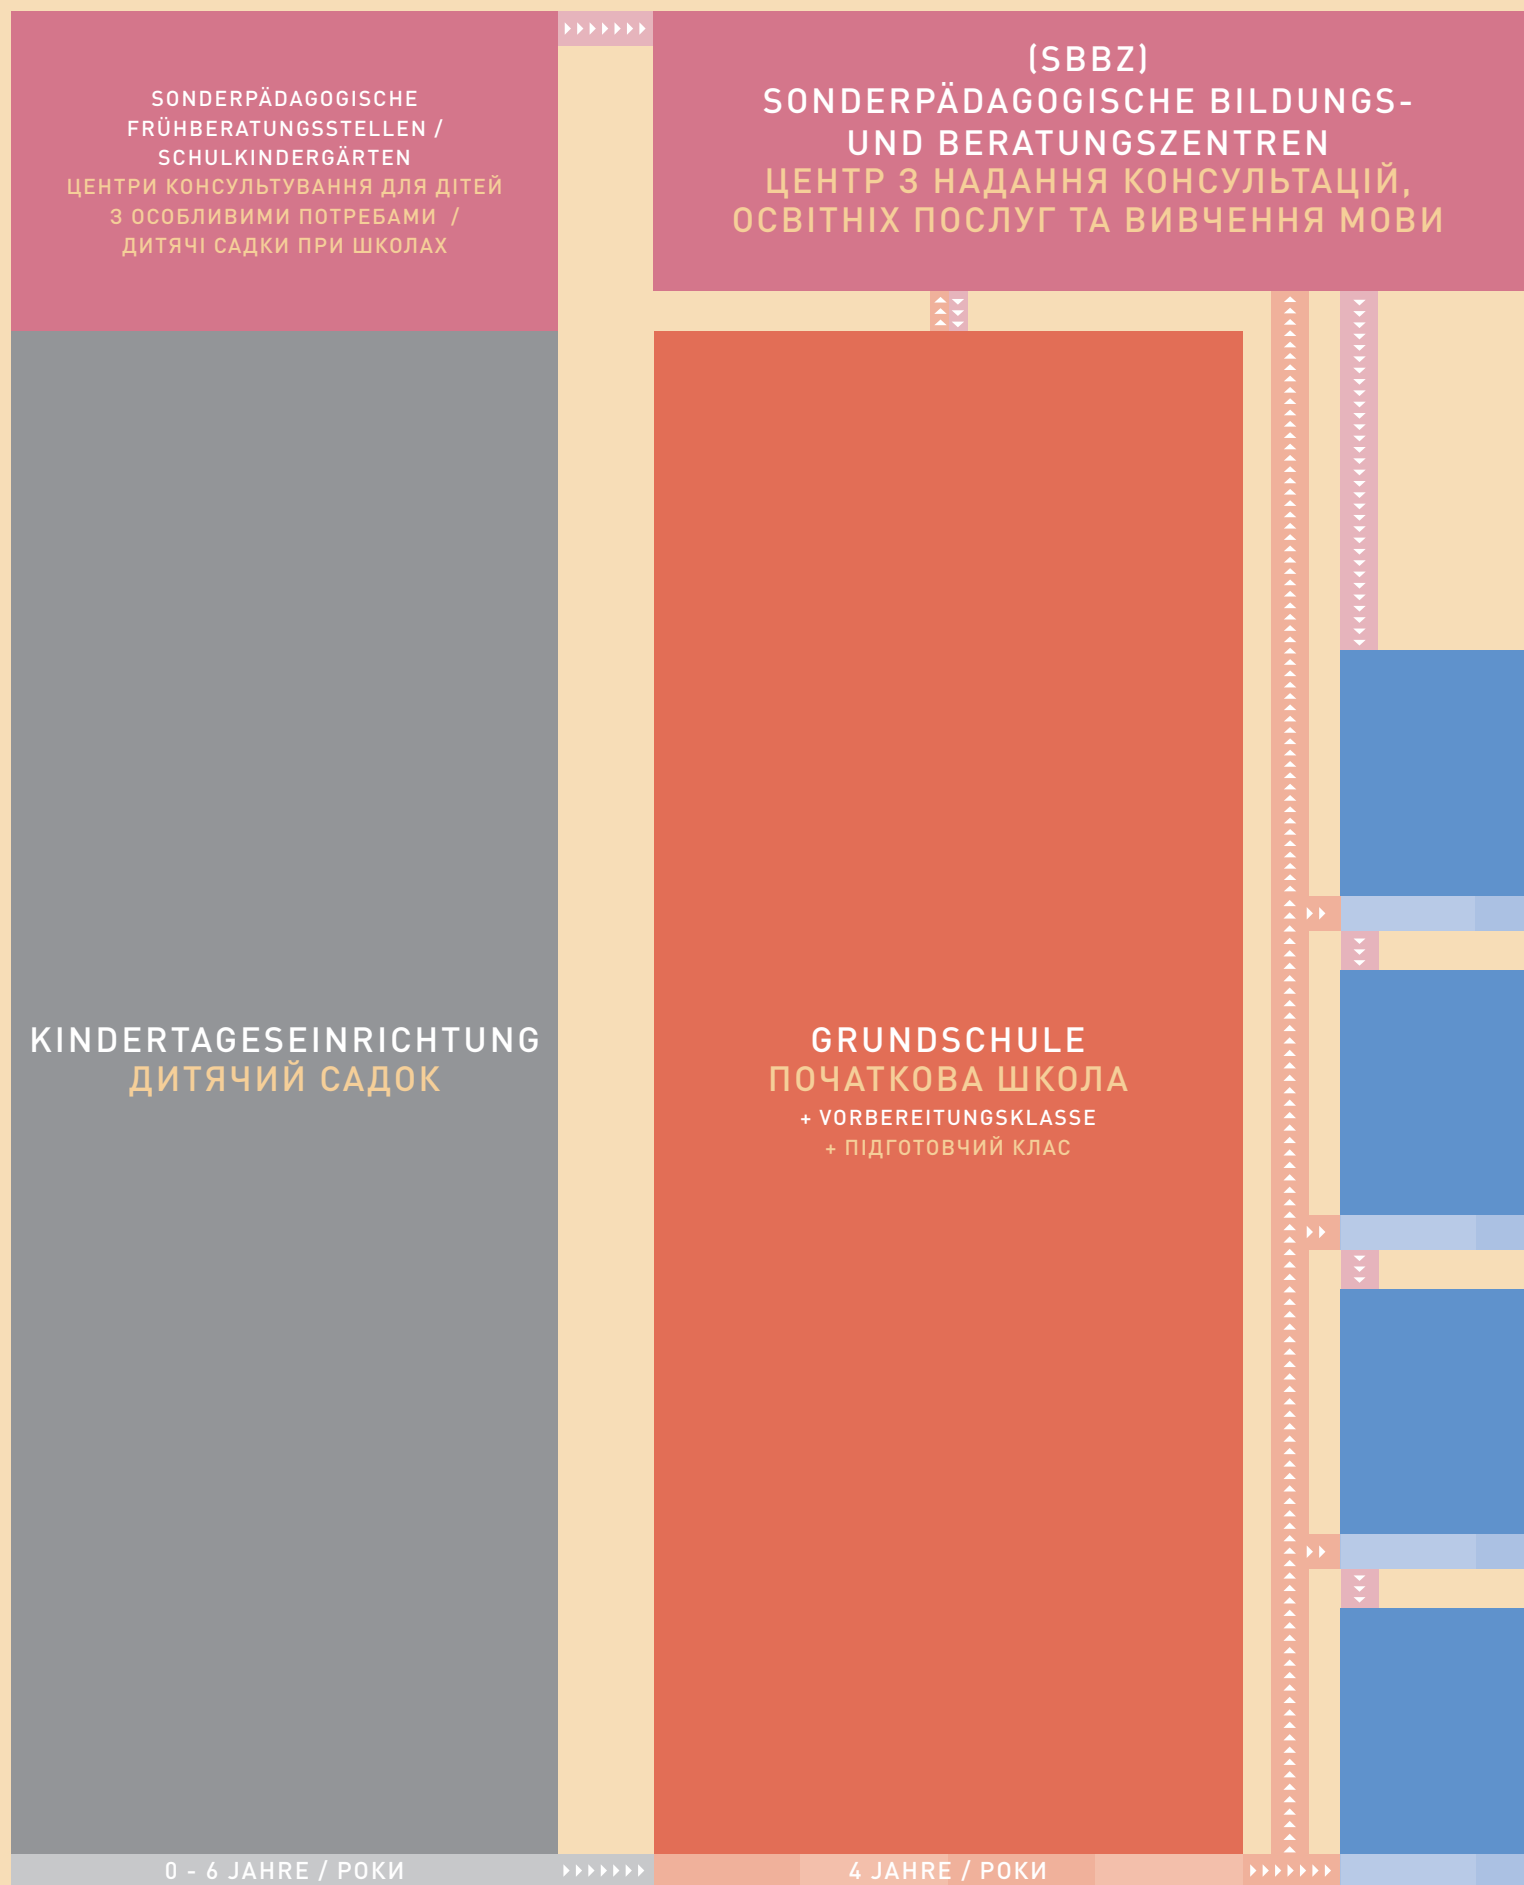 SONDERPÄDAGOGISCHE
FRÜHBERATUNGSSTELLEN /
SCHULKINDERGÄRTEN
ЦЕНТРИ КОНСУЛЬТУВАННЯ ДЛЯ ДІТЕЙ
З ОСОБЛИВИМИ ПОТРЕБАМИ /
ДИТЯЧІ САДКИ ПРИ ШКОЛАХ
(SBBZ)
SONDERPÄDAGOGISCHE BILDUNGS-
UND BERATUNGSZENTREN
ЦЕНТР З НАДАННЯ КОНСУЛЬТАЦІЙ,
ОСВІТНІХ ПОСЛУГ ТА ВИВЧЕННЯ МОВИ
KINDERTAGESEINRICHTUNG
ДИТЯЧИЙ САДОК
GRUNDSCHULE
ПОЧАТКОВА ШКОЛА
+ VORBEREITUNGSKLASSE
+ ПІДГОТОВЧИЙ КЛАС
0 - 6 JAHRE / РОКИ
4 JAHRE / РОКИ